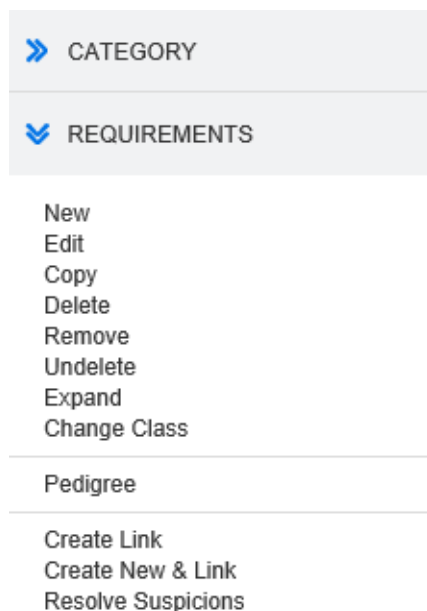 CATEGORY
REQUIREMENTS
New
Edit
Copy
Delete
Remove
Undelete
Expand
Change Class
Pedigree
Create Link
Create New & Link
Resolve Suspicions